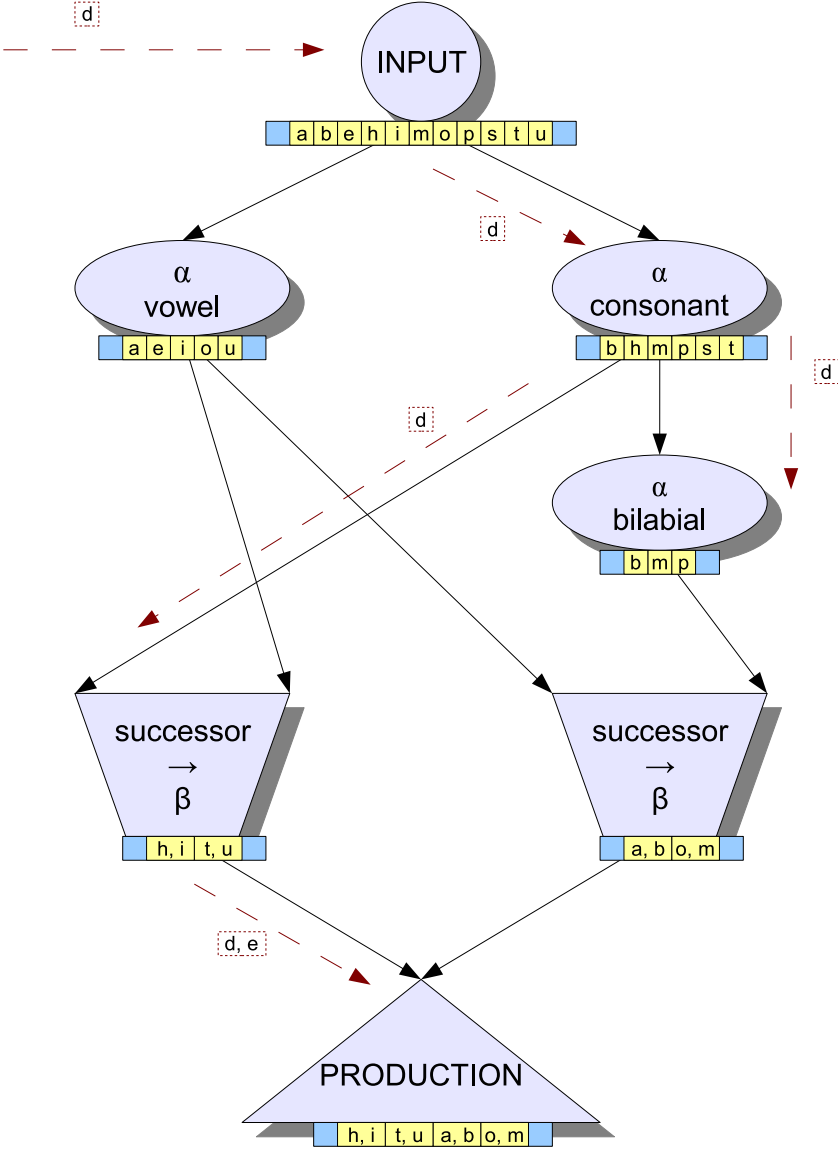 d
INPUT
a b e h i m o p s t u
d
α
vowel
a e i o u
α
consonant
b h m p s t
d
d
α
bilabial
b m p
successor
→
β
h, i t, u
successor
→
β
a, b o, m
d, e
PRODUCTION
h, i t, u a, b o, m